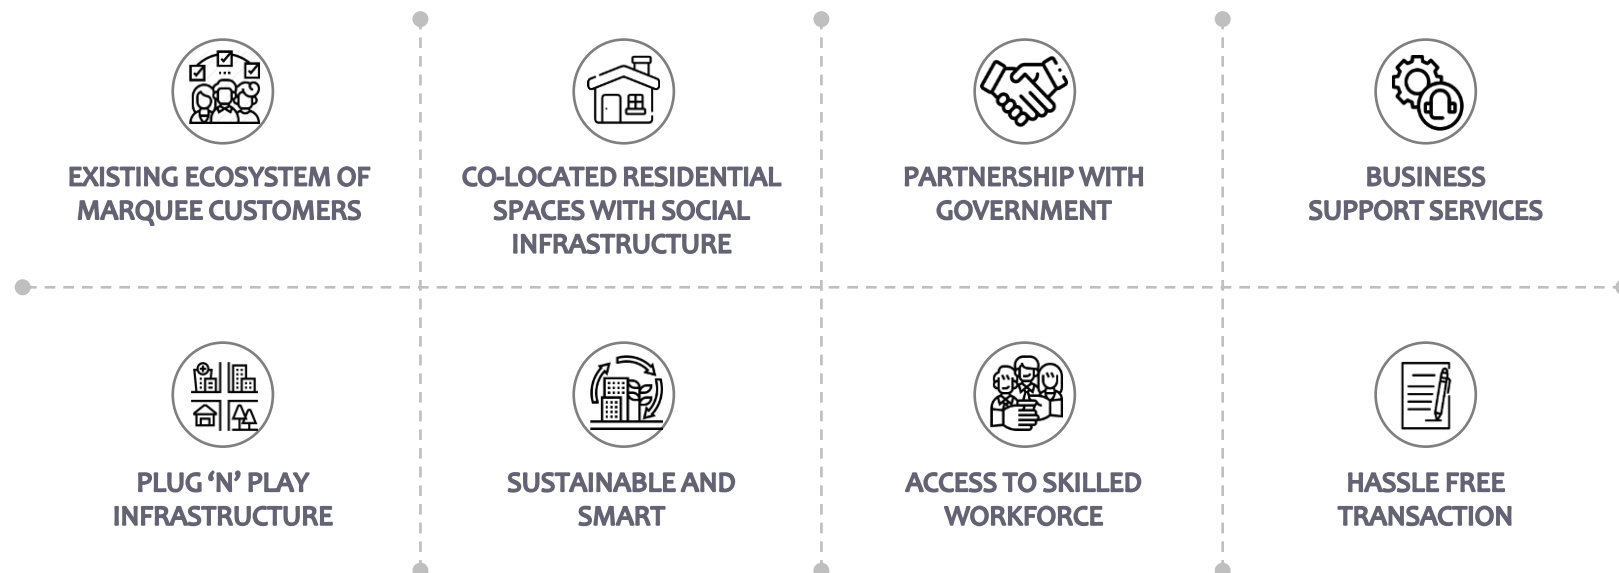 EXISTING ECOSYSTEM OF
MARQUEE CUSTOMERS
CO-LOCATED RESIDENTIAL
SPACES WITH SOCIAL
INFRASTRUCTURE
PARTNERSHIP WITH
GOVERNMENT
BUSINESS
SUPPORT SERVICES
PLUG ‘N’ PLAY
INFRASTRUCTURE
SUSTAINABLE AND
SMART
ACCESS TO SKILLED
WORKFORCE
HASSLE FREE
TRANSACTION